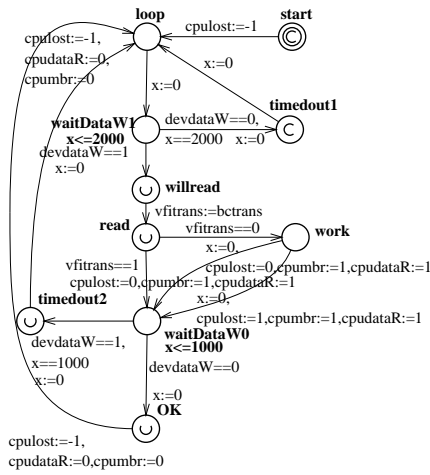 loop
start
cpulost:=-1
cpulost:=-1,
cpudataR:=0,
cpumbr:=0
x:=0
x:=0
x:=0
timedout1
waitDataW1
x<=2000
devdataW==0,
x==2000
x:=0
devdataW==1
x:=0
willread
vfitrans:=bctrans
read
vfitrans==0
work
x:=0,
vfitrans==1
cpulost:=0,cpumbr:=1,cpudataR:=1
cpulost:=0,cpumbr:=1,cpudataR:=1
timedout2
x:=0,
cpulost:=1,cpumbr:=1,cpudataR:=1
waitDataW0
x<=1000
devdataW==1,
x==1000
x:=0
devdataW==0
x:=0
OK
cpulost:=-1,
cpudataR:=0,cpumbr:=0